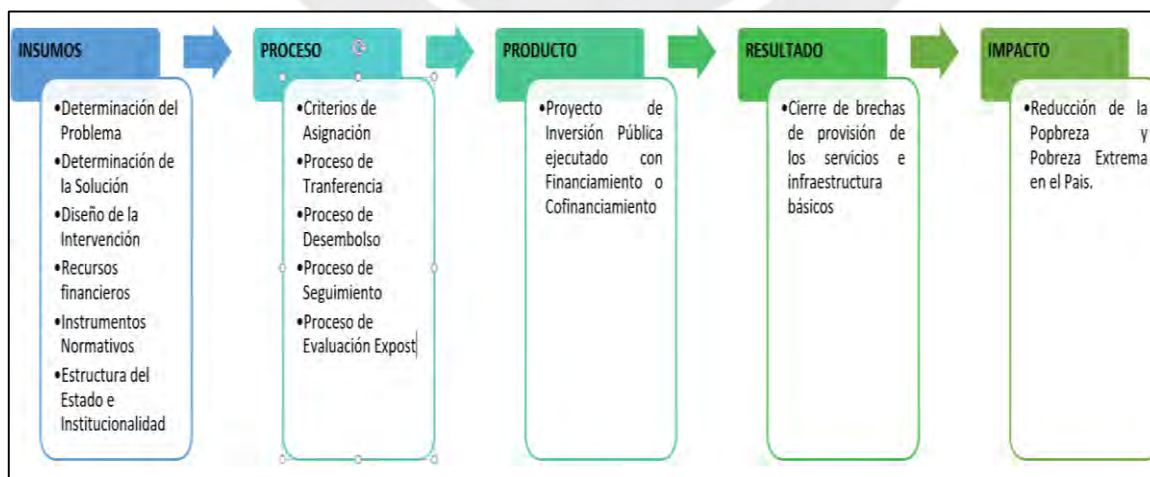 INSUMOS
•Determinación del
Problema
•Determinación de
la Solución
•Diseño de la
Intervención
•Recursos
financieros
•Instrumentos
Normativos
•Estructura del
Estado e
Institucionalidad
PROCESO
•Criterios de
Asignación
•Proceso de
Tranferencia
•Proceso de
Desembolso
•Proceso de
Seguimiento
•Proceso de
Evaluación Expost
PRODUCTO
•Proyecto de
Inversión Pública
ejecutado con
Financiamiento o
Cofinanciamiento
RESULTADO
•Cierre de brechas
de provisión de
los servicios e
infraestructura
básicos
IMPACTO
•Reducción de la
Popbreza y
Pobreza Extrema
en el Pais.